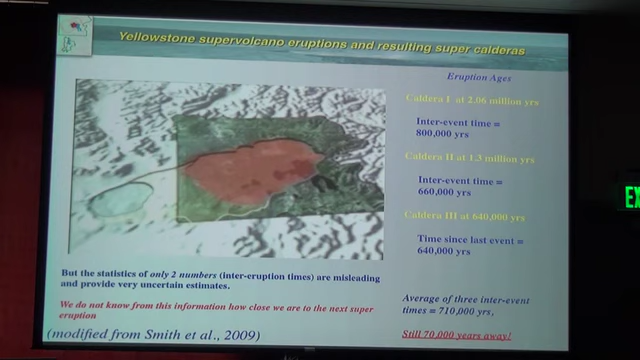 Yellowstone supervolcano eruptions and resulting super calderas
Eruption Ages
Caldera I at 2.06 million yrs
Inter-event time =
800,000 yrs
Caldera II at 1.3 million yrs
Inter-event time =
660,000 yrs
Caldera III at 640,000 yrs
Time since last event =
640,000 yrs
But the statistics of only 2 numbers (inter-eruption times) are misleading
and provide very uncertain estimates.
We do not know from this information how close we are to the next super
eruption
(modified from Smith et al., 2009)
Average of three inter-event
times = 710,000 yrs,
Still 70,000 years away!
EX